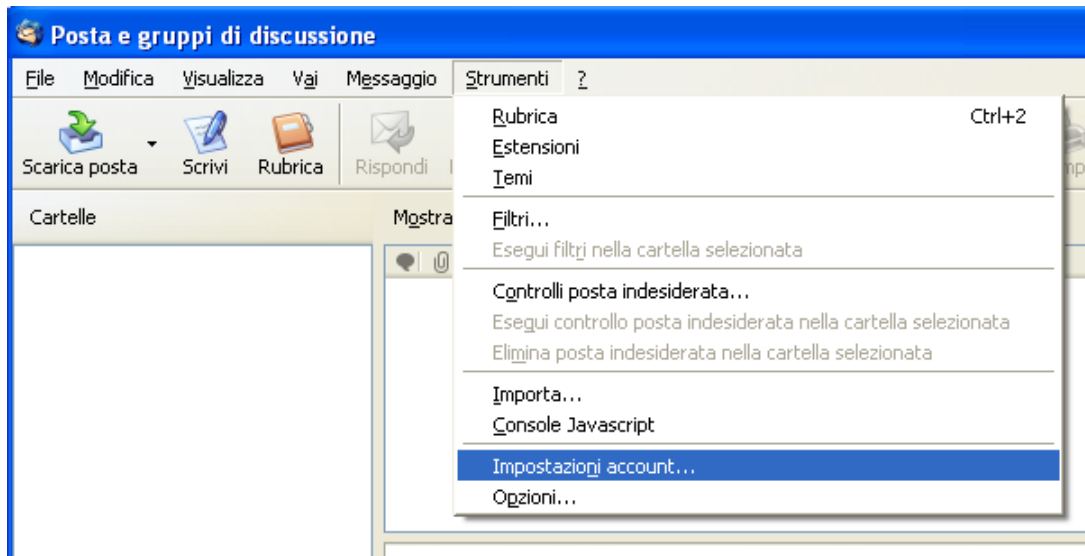 Posta e gruppi di discussione
File Modifica Visualizza Vai Messaggio Strumenti ?
Scarica posta Scrivi Rubrica Rispondi
Cartelle Mostra
Rubrica Ctrl+2
Estensioni
Temi
Filtri...
Esegui filtri nella cartella selezionata
Controlli posta indesiderata...
Esegui controllo posta indesiderata nella cartella selezionata
Elimina posta indesiderata nella cartella selezionata
Importa...
Console Javascript
Impostazioni account...
Opzioni...